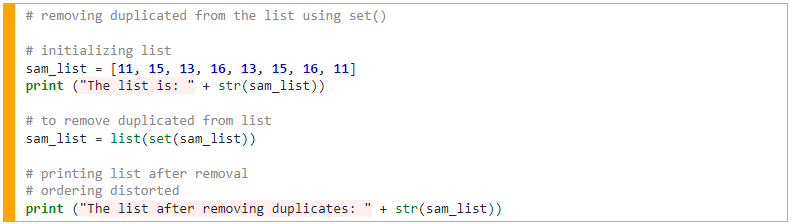 # removing duplicated from the list using set()
# initializing list
sam_list = [11, 15, 13, 16, 13, 15, 16, 11]
print ("The list is: " + str(sam_list))
# to remove duplicated from list
sam_list = list(set(sam_list))
# printing list after removal
# ordering distorted
print ("The list after removing duplicates: " + str(sam_list))